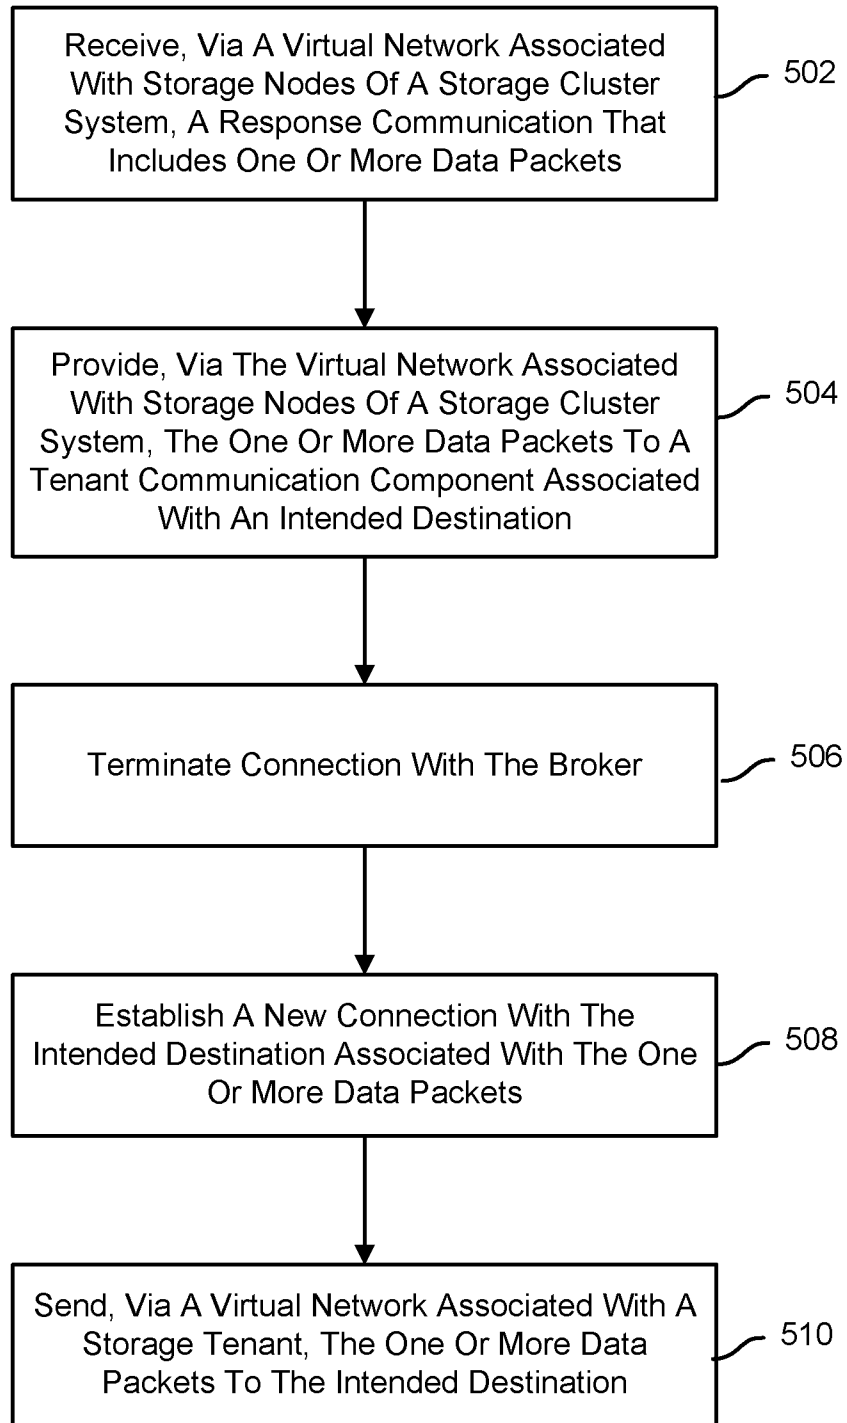 Receive, Via A Virtual Network Associated
With Storage Nodes Of A Storage Cluster
System, A Response Communication That
Includes One Or More Data Packets
502
Provide, Via The Virtual Network Associated
With Storage Nodes Of A Storage Cluster
System, The One Or More Data Packets To A
Tenant Communication Component Associated
With An Intended Destination
504
Terminate Connection With The Broker
506
Establish A New Connection With The
Intended Destination Associated With The One
Or More Data Packets
508
Send, Via A Virtual Network Associated With A
Storage Tenant, The One Or More Data
Packets To The Intended Destination
510